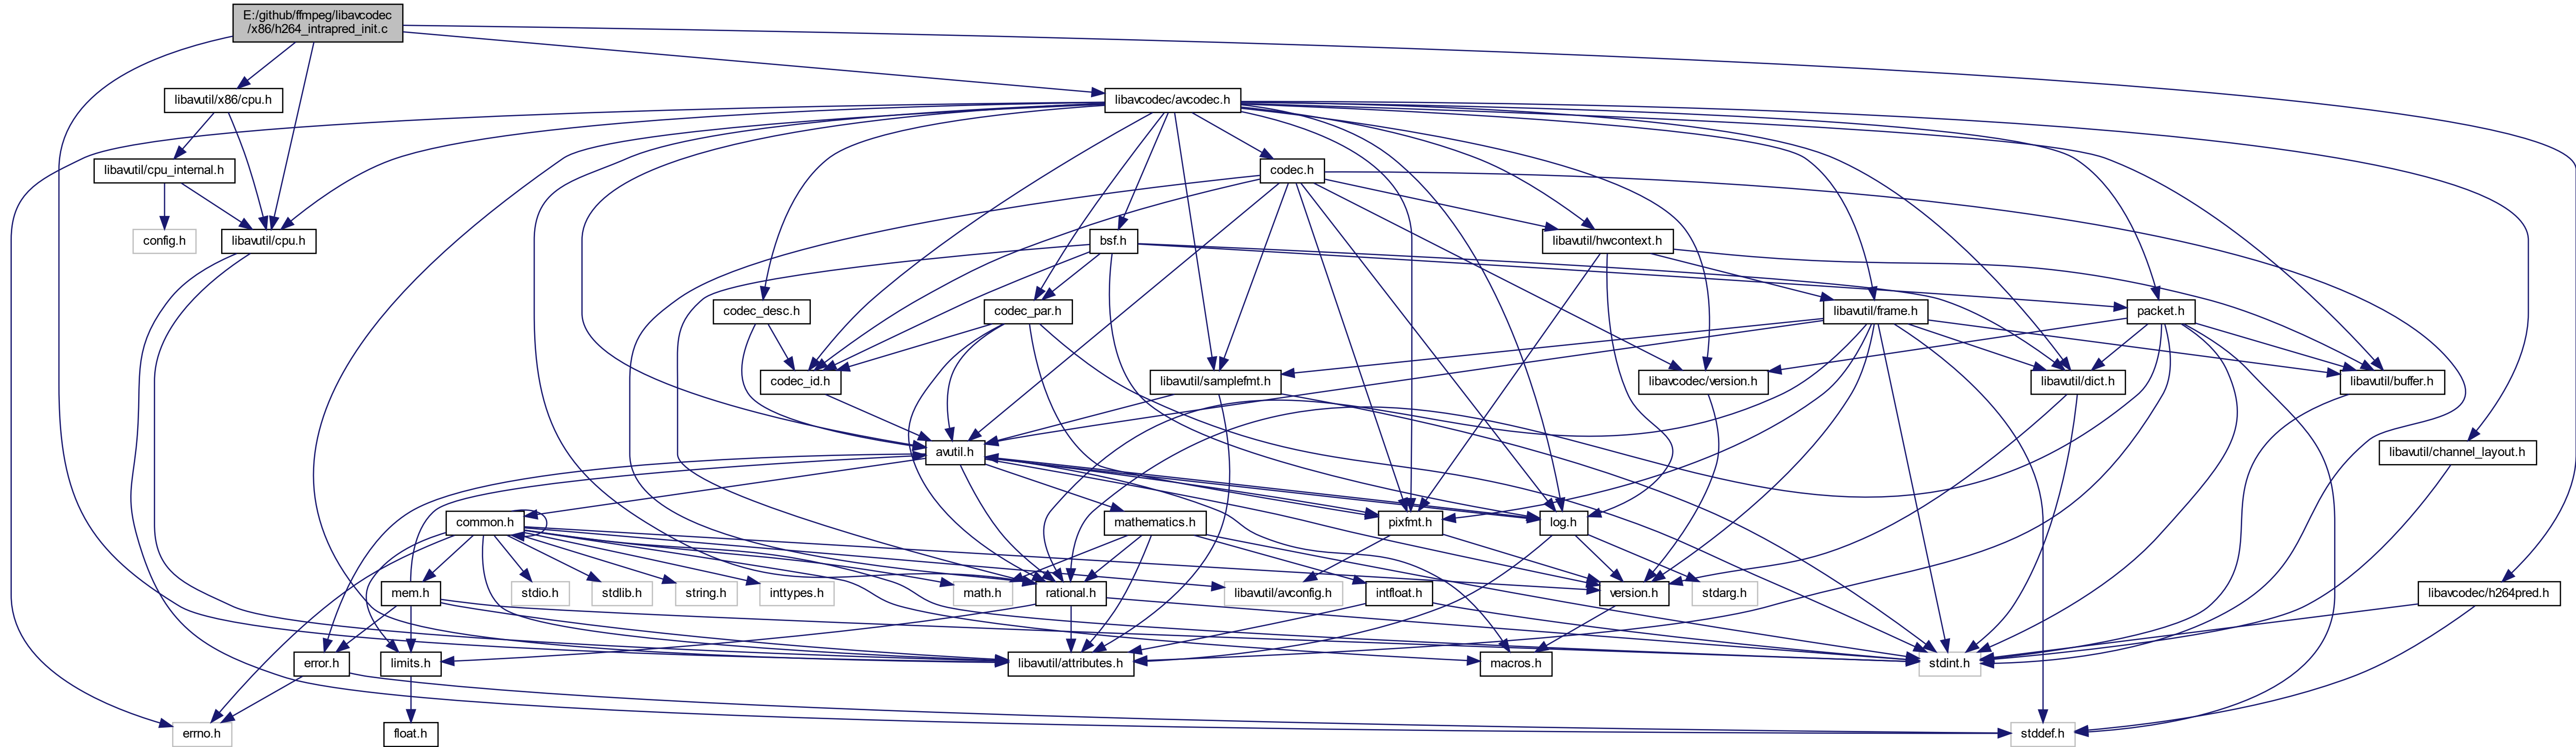 E:/github/ffmpeg/libavcodec
/x86/h264_intrapred_init.c
libavutil/x86/cpu.h
libavcodec/avcodec.h
libavutil/cpu_internal.h
codec.h
config.h
libavutil/cpu.h
bsf.h
libavutil/hwcontext.h
codec_desc.h
codec_par.h
libavutil/frame.h
packet.h
codec_id.h
libavutil/samplefmt.h
libavcodec/version.h
libavutil/dict.h
libavutil/buffer.h
avutil.h
libavutil/channel_layout.h
common.h
mathematics.h
pixfmt.h
log.h
mem.h
stdio.h
stdlib.h
string.h
inttypes.h
math.h
rational.h
libavutil/avconfig.h
intfloat.h
version.h
stdarg.h
libavcodec/h264pred.h
error.h
limits.h
libavutil/attributes.h
macros.h
stdint.h
errno.h
float.h
stddef.h